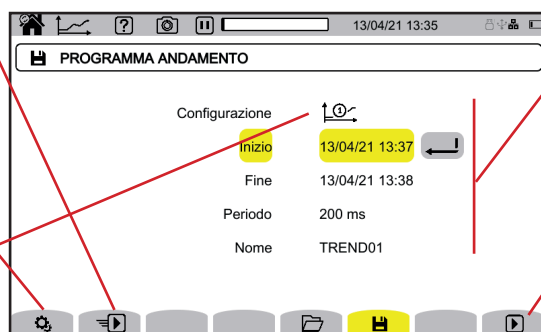 13/04/21 13:35
PROGRAMMA ANDAMENTO
Configurazione 1
Inizio 13/04/21 13:37
Fine 13/04/21 13:38
Periodo 200 ms
Nome TREND01